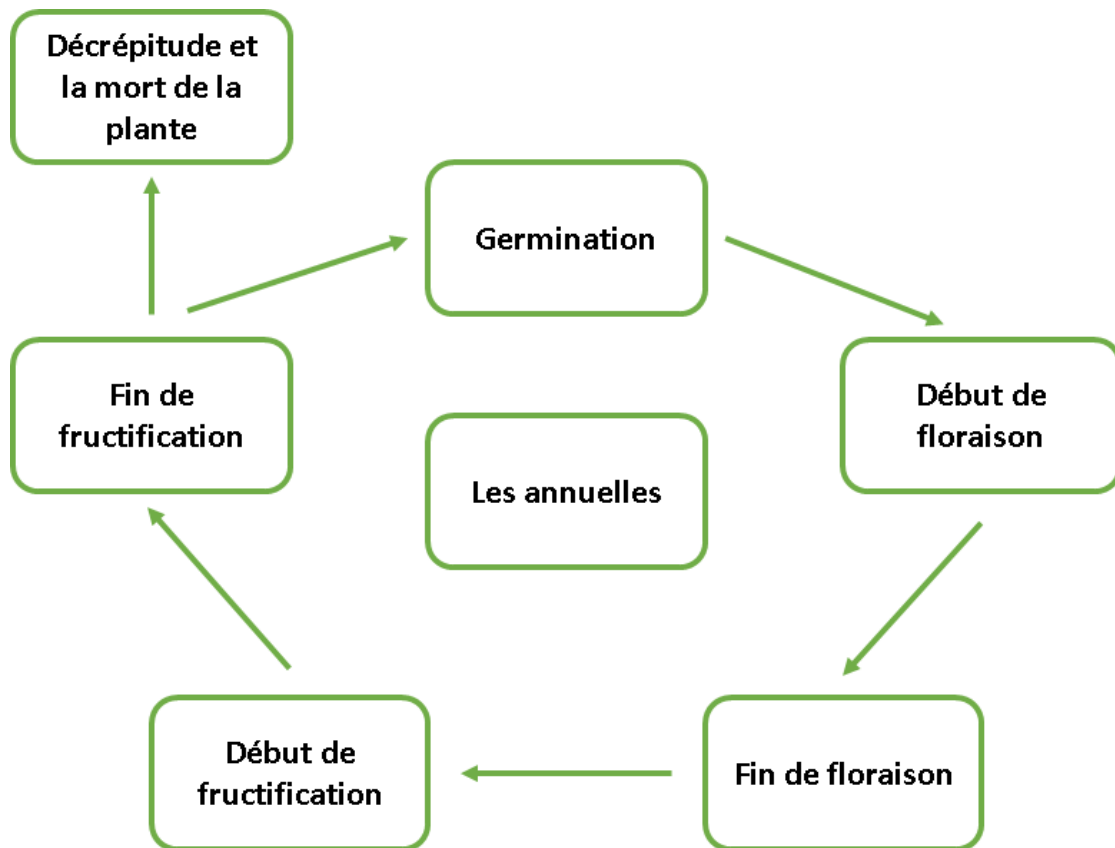 Décrépitude et
la mort de la
plante
Germination
Début de
floraison
Fin de
fructification
Les annuelles
Début de
fructification
Fin de floraison